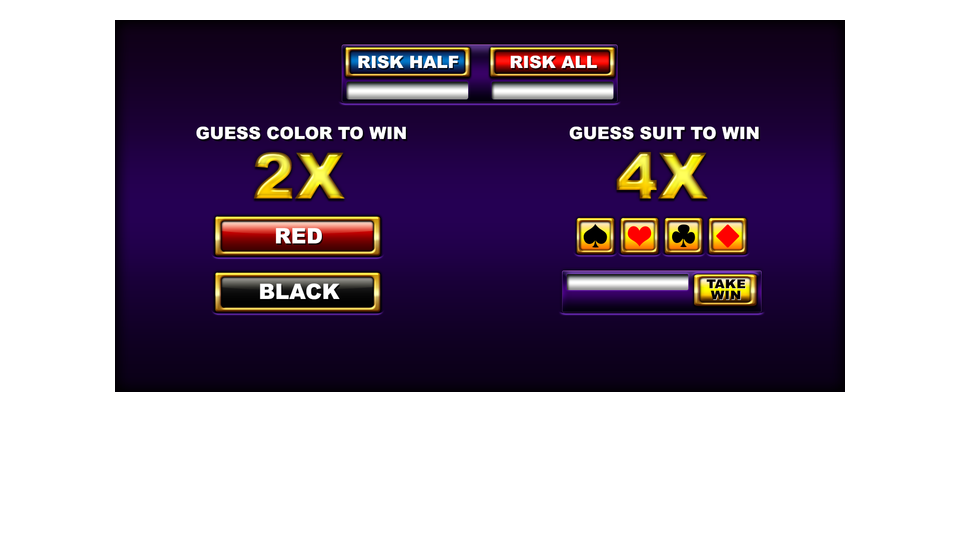 RISK HALF
RISK ALL
GUESS COLOR TO WIN
2X
RED
BLACK
GUESS SUIT TO WIN
4X
TAKE
WIN